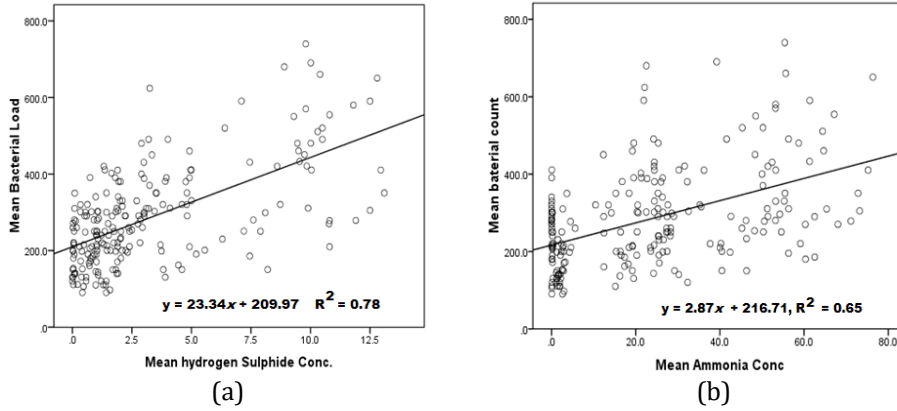 800.0
600.0
400.0
200.0
.0
Mean Bacterial Load
y = 23.34x + 209.97 R² = 0.78
.0 2.5 5.0 7.5 10.0 12.5
Mean hydrogen Sulphide Conc.
(a)
800.0
600.0
400.0
200.0
.0
Mean baterial count
y = 2.87x + 216.71, R² = 0.65
.0 20.0 40.0 60.0 80.0
Mean Ammonia Conc
(b)